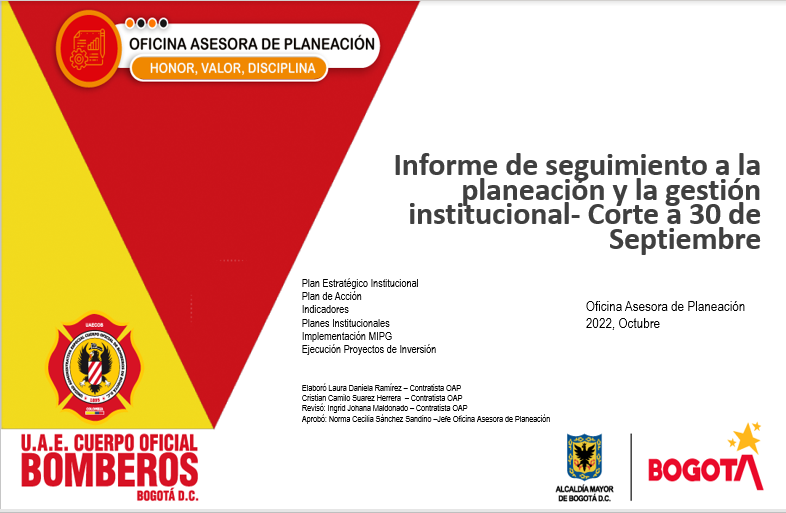 OFICINA ASESORA DE PLANEACIÓN
HONOR, VALOR, DISCIPLINA
Informe de seguimiento a la
planeación y la gestión
institucional- Corte a 30 de
Septiembre
Plan Estratégico Institucional
Plan de Acción
Indicadores
Planes Institucionales
Implementación MIPG
Ejecución Proyectos de Inversión
Oficina Asesora de Planeación
2022, Octubre
Elaboró Laura Daniela Ramírez – Contratista OAP
Cristian Camilo Suarez Herrera – Contratista OAP
Revisó: Ingrid Johana Maldonado – Contratista OAP
Aprobó: Norma Cecilia Sánchez Sandino –Jefe Oficina Asesora de Planeación
UAECOB
COLOMBIA
U.A.E. CUERPO OFICIAL
BOMBEROS
BOGOTÁ D.C.
ALCALDÍA MAYOR
DE BOGOTÁ D.C.
BOGOTÁ